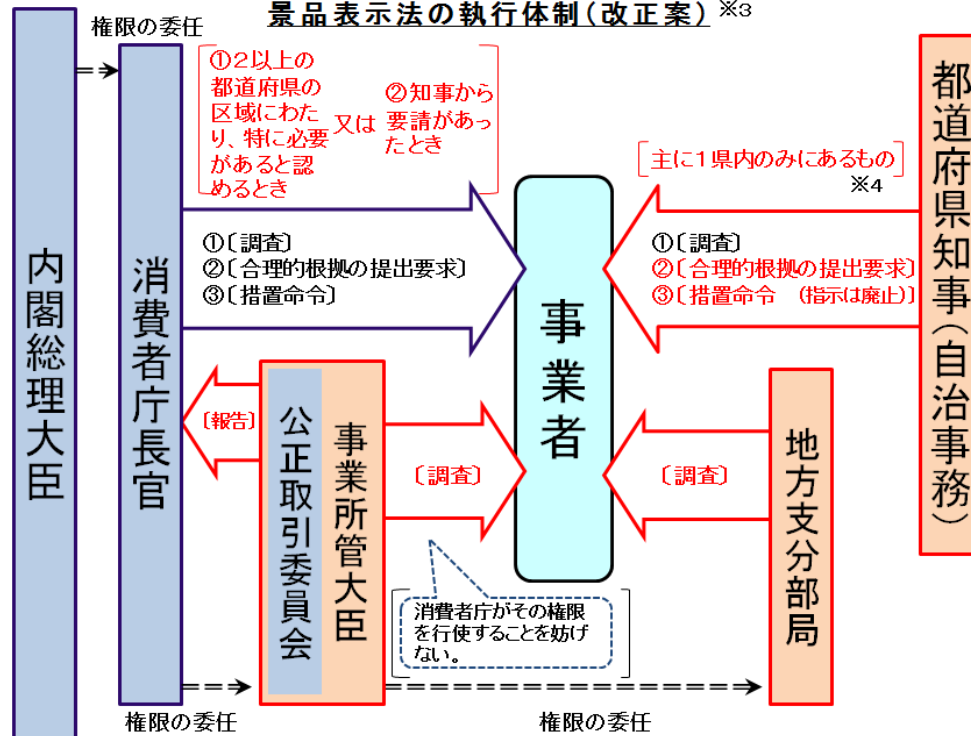 景品表示法の執行体制(改正案) ※3
権限の委任
①2以上の
都道府県の
区域にわた
り、特に必要
があると認
めるとき
又は
②知事から
要請があっ
たとき
[主に1県内のみにあるもの]
※4
内閣総理大臣
消費者庁長官
①〔調査〕
②〔合理的根拠の提出要求〕
③〔措置命令〕
事業者
①〔調査〕
②〔合理的根拠の提出要求〕
③〔措置命令 (指示は廃止)〕
都道府県知事(自治事務)
〔報告〕
公正取引委員会
事業所管大臣
〔調査〕
〔調査〕
地方支分部局
消費者庁がその権限
を行使することを妨げ
ない。
権限の委任
権限の委任